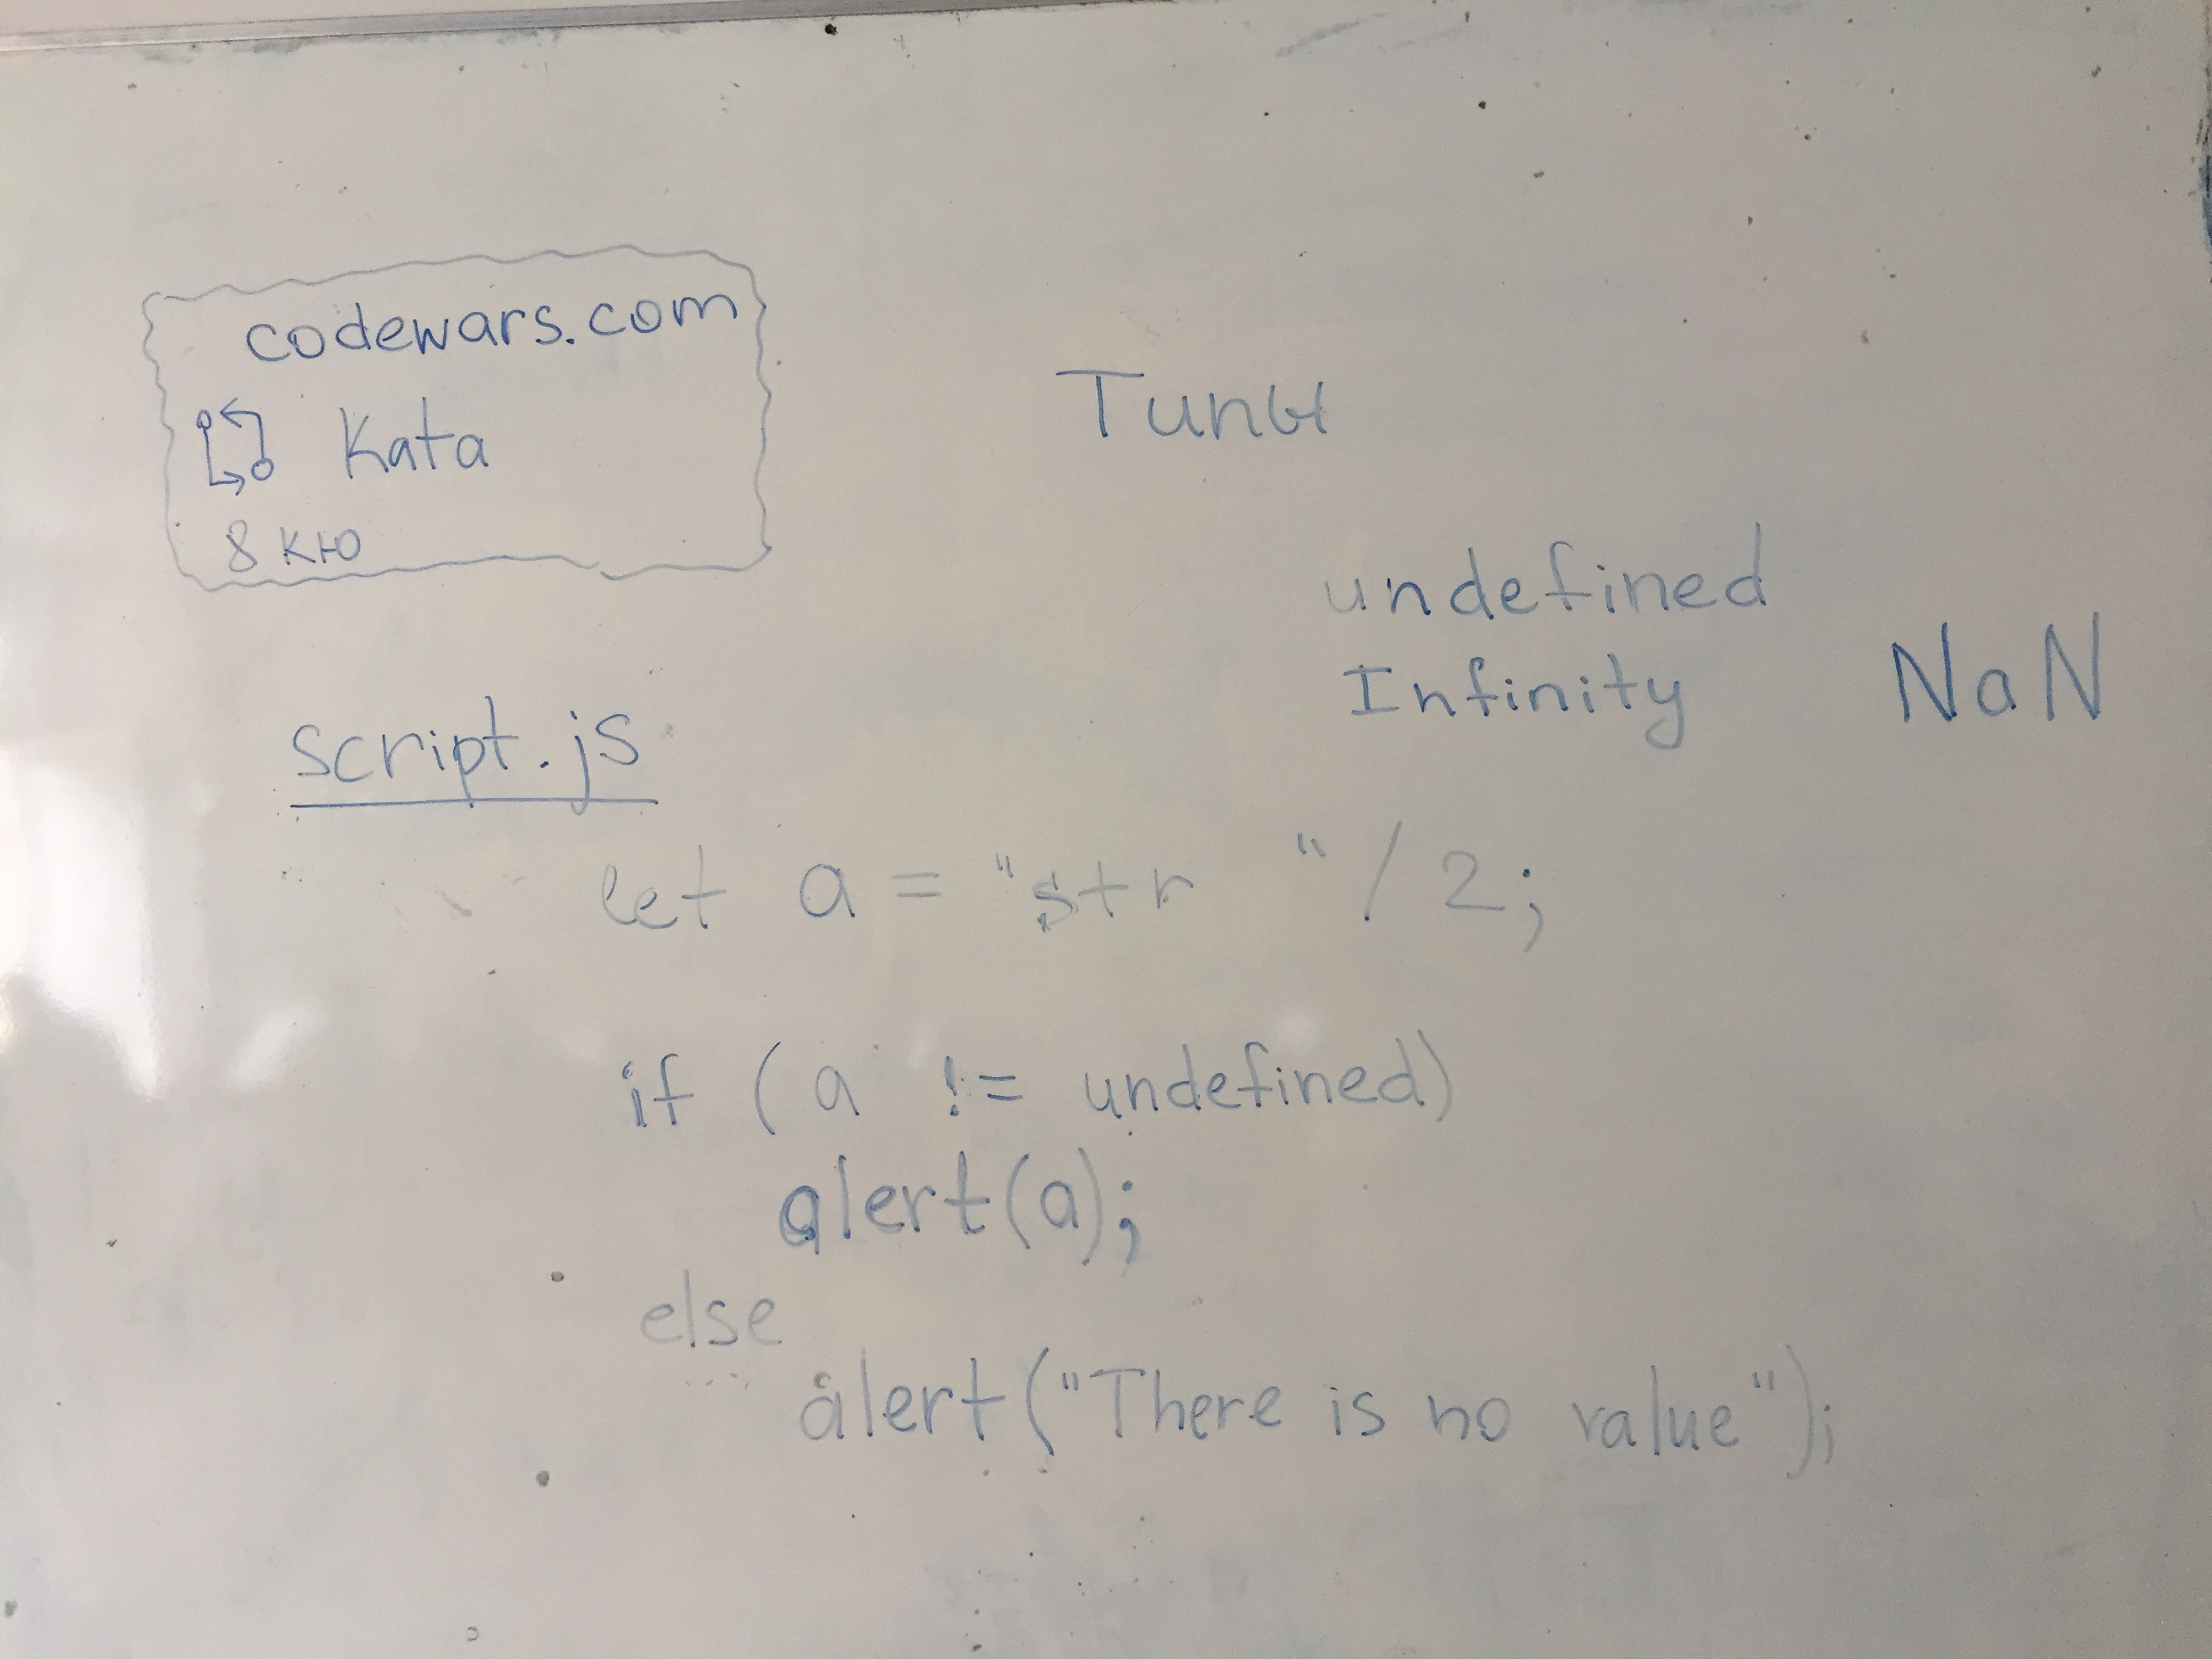 codewars.com
Kata
8 кю
Типы
undefined
Infinity NaN
script.js
let a = "str "/2;
if (a != undefined)
alert(a);
else
alert("There is no value");